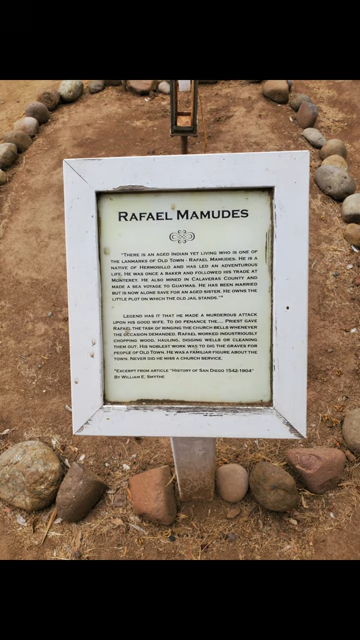 RAFAEL MAMUDES
"THERE IS AN AGED INDIAN YET LIVING WHO IS ONE OF
THE LANMARKS OF OLD TOWN - RAFAEL MAMUDES. HE IS A
NATIVE OF HERMOSILLO AND HAS LED AN ADVENTUROUS
LIFE. HE WAS ONCE A BAKER AND FOLLOWED HIS TRADE AT
MONTEREY. HE ALSO MINED IN CALAVERAS COUNTY AND
MADE A SEA VOYAGE TO GUAYMAS. HE HAS BEEN MARRIED
BUT IS NOW ALONE SAVE FOR AN AGED SISTER. HE OWNS THE
LITTLE PLOT ON WHICH THE OLD JAIL STANDS.*"
LEGEND HAS IT THAT HE MADE A MURDEROUS ATTACK
UPON HIS GOOD WIFE. TO DO PENANCE THE... PRIEST GAVE
RAFAEL THE TASK OF RINGING THE CHURCH BELLS WHENEVER
THE OCCASION DEMANDED. RAFAEL WORKED INDUSTRIOUSLY
CHOPPING WOOD, HAULING, DIGGING WELLS OR CLEANING
THEM OUT. HIS NOBLEST WORK WAS TO DIG THE GRAVES FOR
PEOPLE OF OLD TOWN. HE WAS A FAMILIAR FIGURE ABOUT THE
TOWN. NEVER DID HE MISS A CHURCH SERVICE.
*EXCERPT FROM ARTICLE "HISTORY OF SAN DIEGO 1542-1904"
BY WILLIAM E. SMYTHE